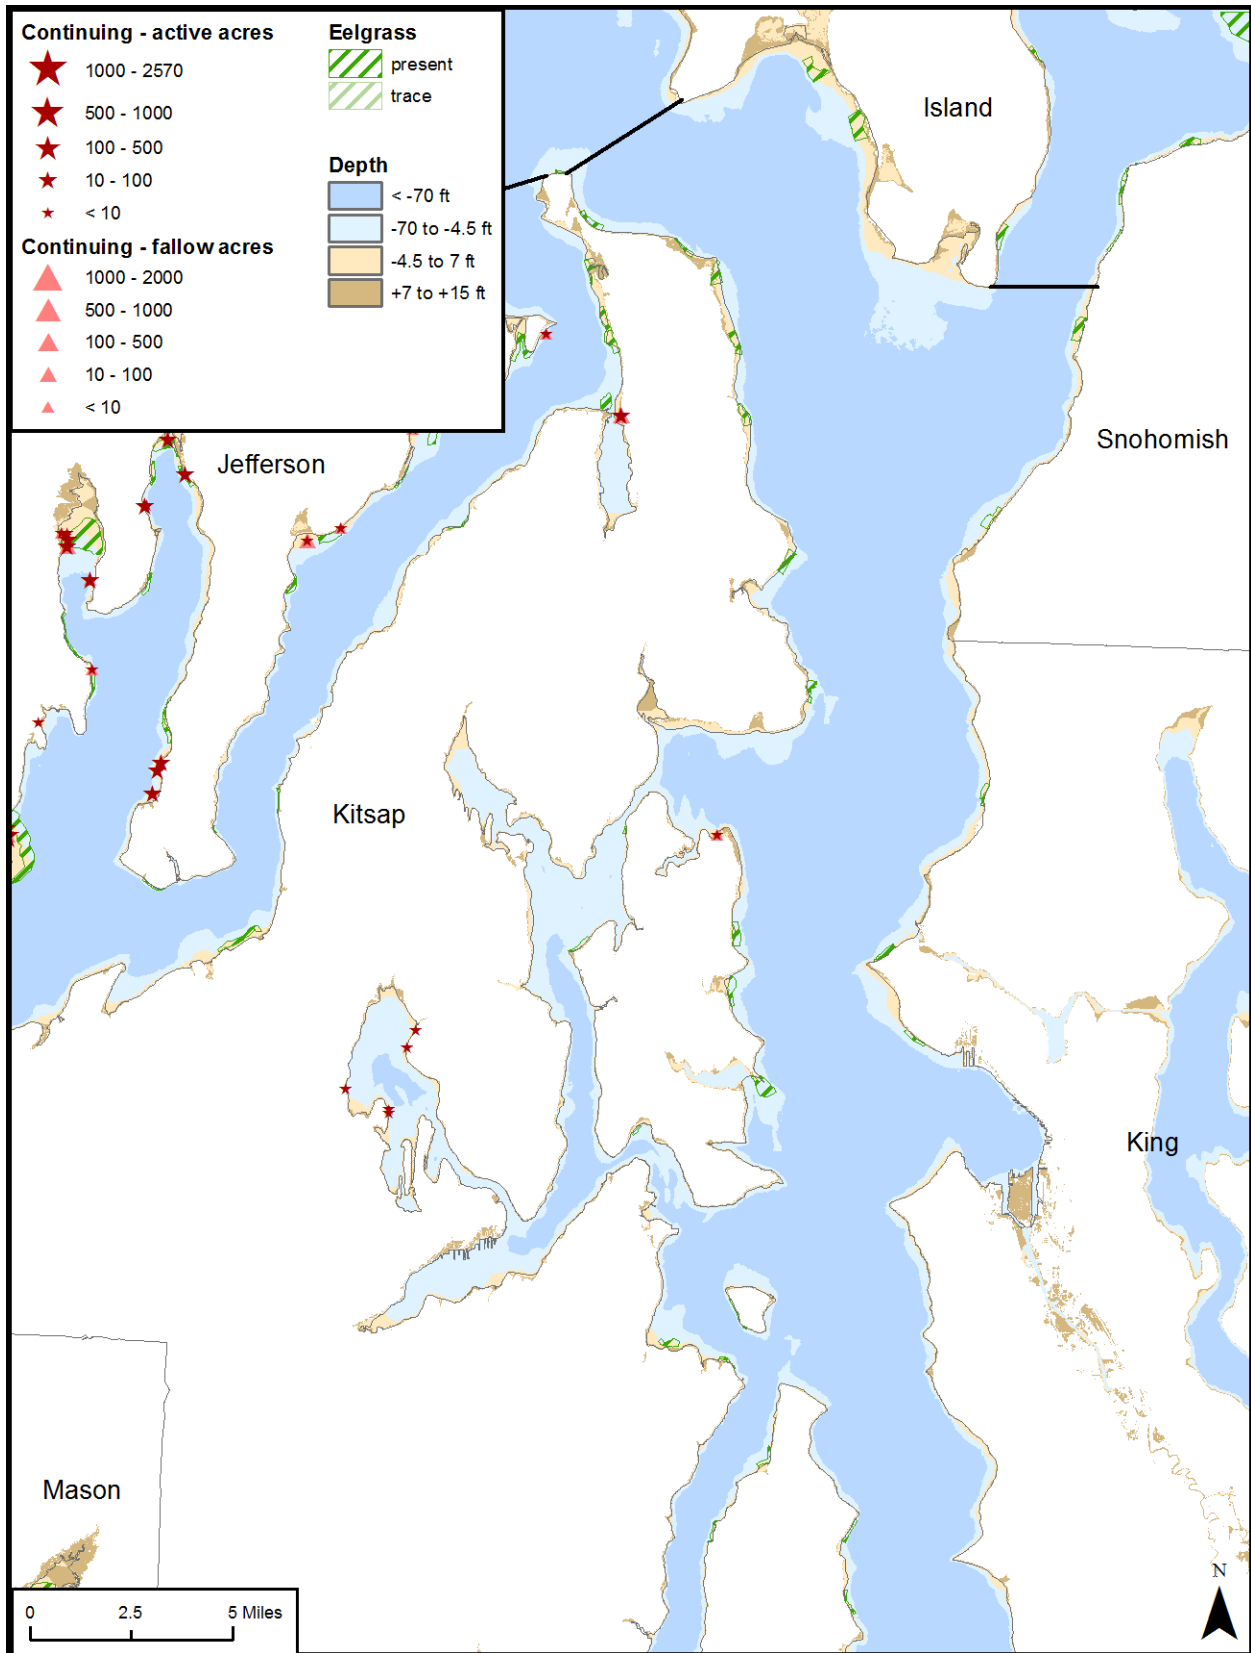 Continuing - active acres
1000 - 2570
500 - 1000
100 - 500
10 - 100
< 10
Continuing - fallow acres
1000 - 2000
500 - 1000
100 - 500
10 - 100
< 10
Eelgrass
present
trace
Depth
< -70 ft
-70 to -4.5 ft
-4.5 to 7 ft
+7 to +15 ft
Island
Snohomish
Jefferson
Kitsap
King
Mason
0 2.5 5 Miles
N